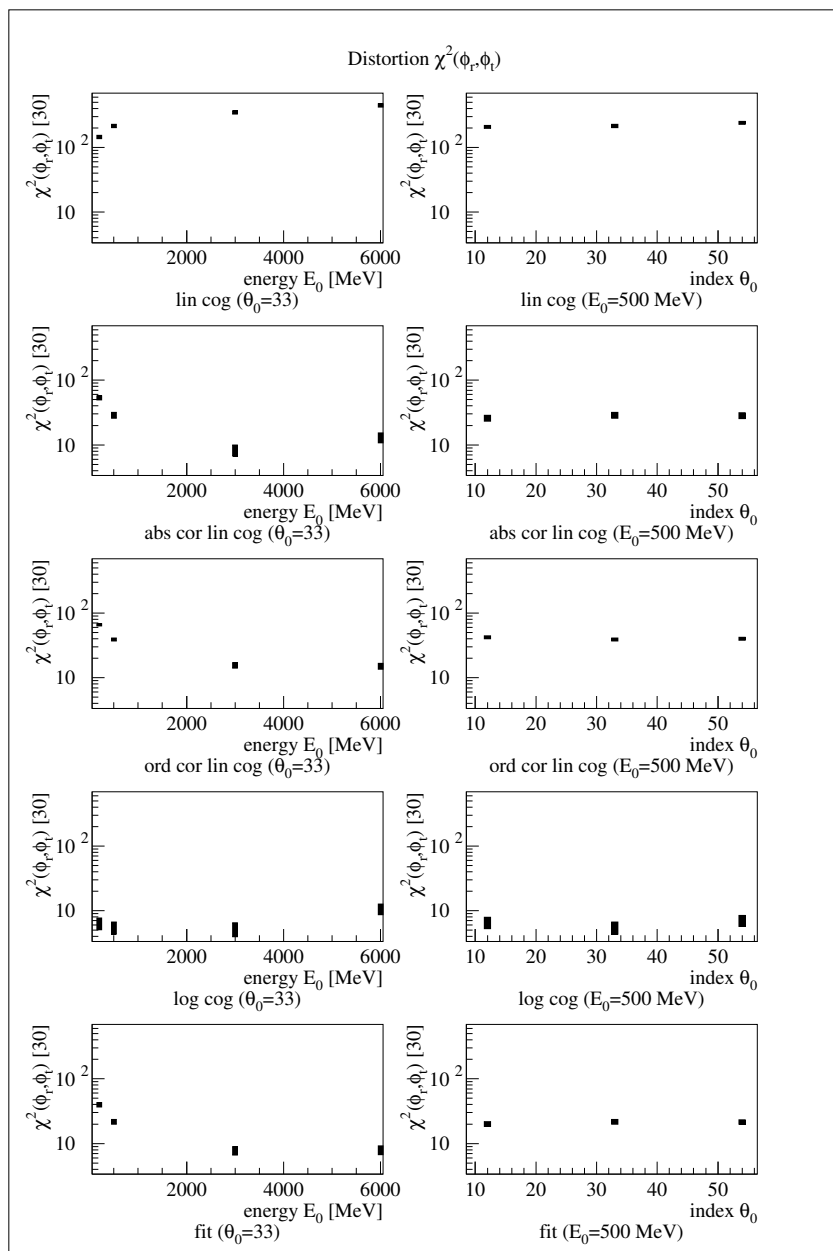 Distortion χ²(φr,φt)
χ²(φr,φt) [30]
10²
10
2000 4000 6000
energy E0 [MeV]
lin cog (θ0=33)
χ²(φr,φt) [30]
10²
10
10 20 30 40 50
index θ0
lin cog (E0=500 MeV)
χ²(φr,φt) [30]
10²
10
2000 4000 6000
energy E0 [MeV]
abs cor lin cog (θ0=33)
χ²(φr,φt) [30]
10²
10
10 20 30 40 50
index θ0
abs cor lin cog (E0=500 MeV)
χ²(φr,φt) [30]
10²
10
2000 4000 6000
energy E0 [MeV]
ord cor lin cog (θ0=33)
χ²(φr,φt) [30]
10²
10
10 20 30 40 50
index θ0
ord cor lin cog (E0=500 MeV)
χ²(φr,φt) [30]
10²
10
2000 4000 6000
energy E0 [MeV]
log cog (θ0=33)
χ²(φr,φt) [30]
10²
10
10 20 30 40 50
index θ0
log cog (E0=500 MeV)
χ²(φr,φt) [30]
10²
10
2000 4000 6000
energy E0 [MeV]
fit (θ0=33)
χ²(φr,φt) [30]
10²
10
10 20 30 40 50
index θ0
fit (E0=500 MeV)